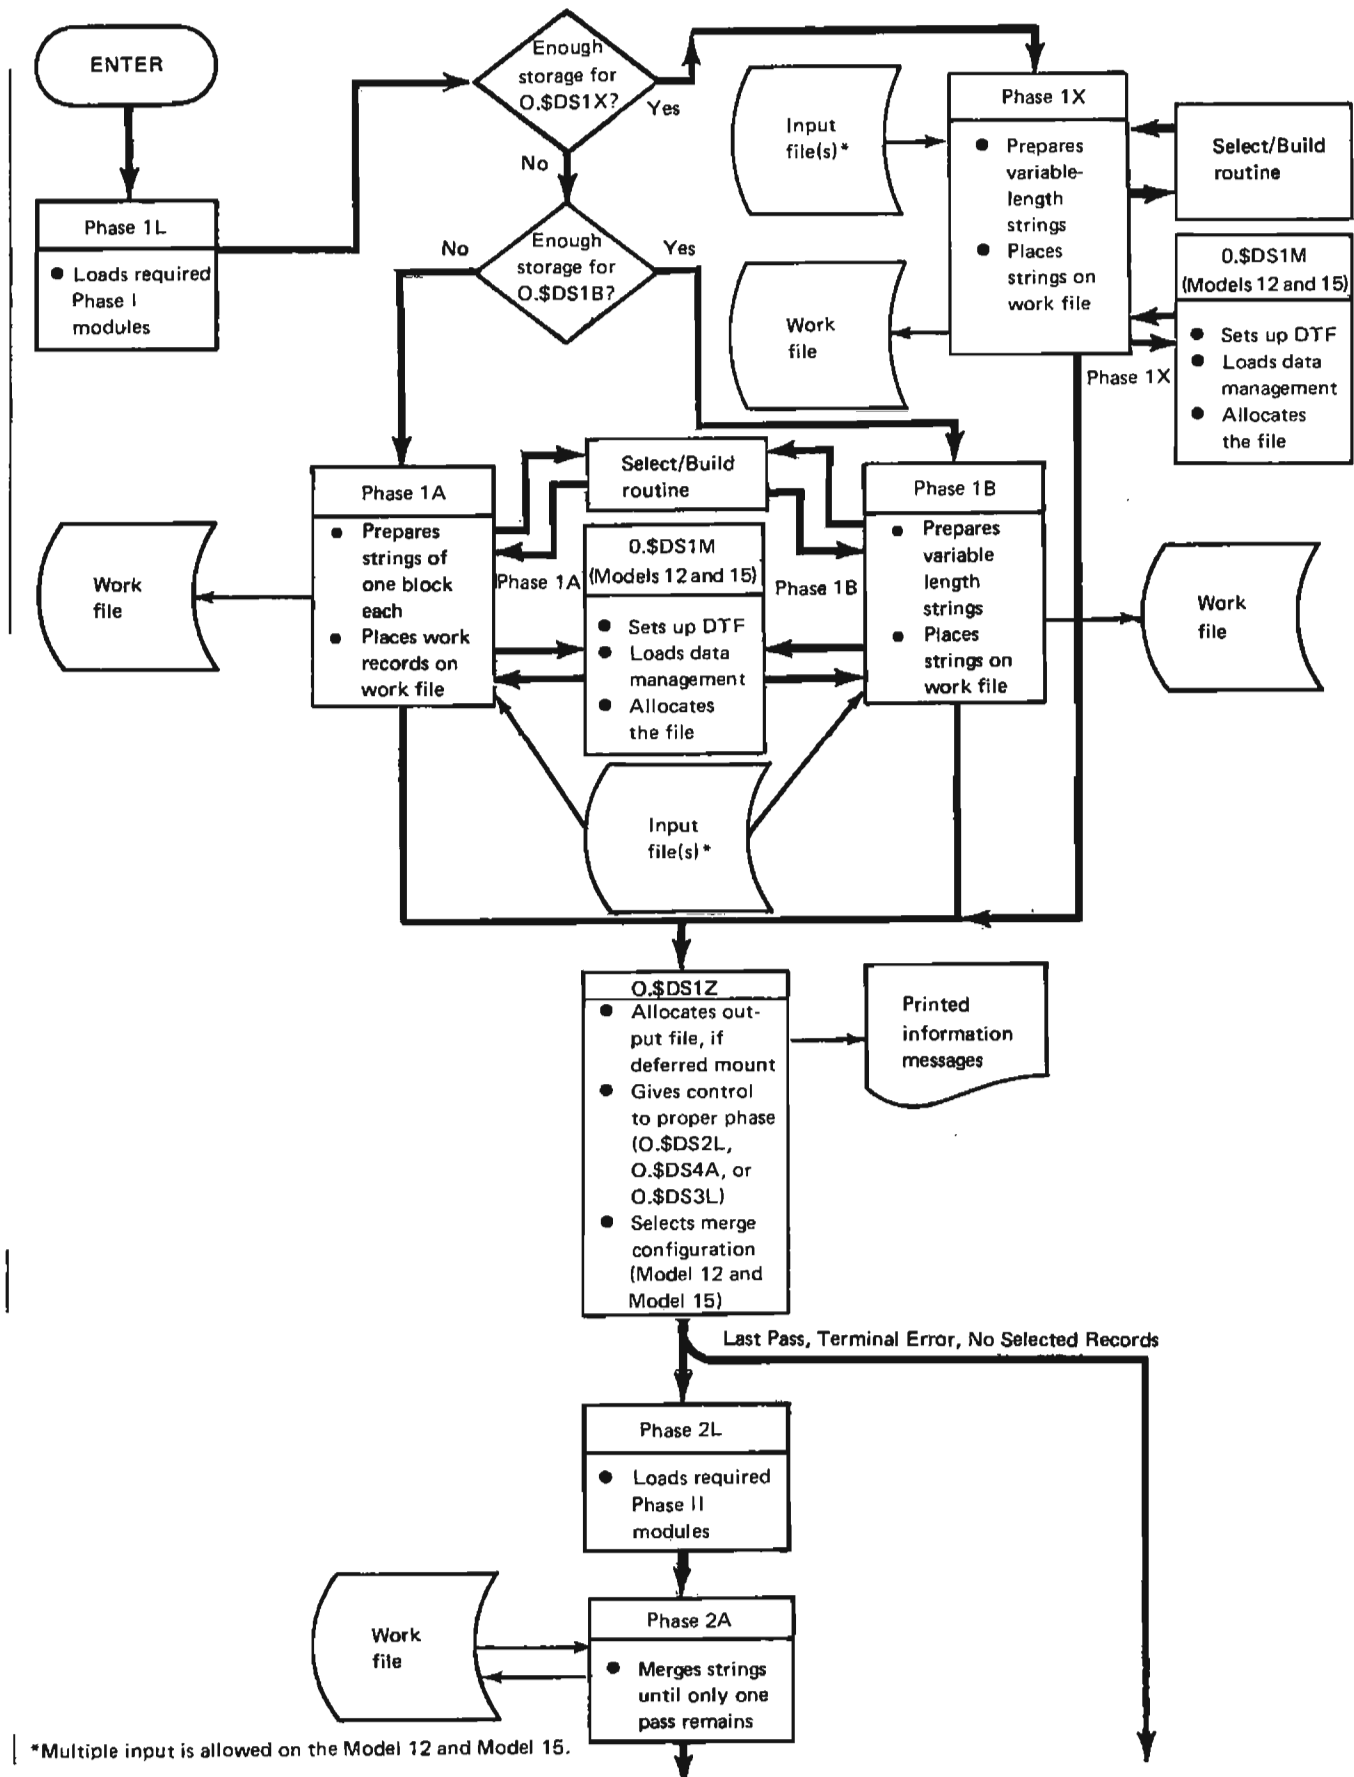 ENTER
Phase 1L
● Loads required
Phase I
modules
Enough
storage for
O.$DS1X?
Yes
No
Enough
storage for
O.$DS1B?
No
Yes
Input
file(s)*
Work
file
Phase 1X
● Prepares
variable-
length
strings
● Places
strings on
work file
Select/Build
routine
0.$DS1M
(Models 12 and 15)
● Sets up DTF
● Loads data
management
● Allocates
the file
Phase 1X
Phase 1A
● Prepares
strings of
one block
each
● Places work
records on
work file
Work
file
Select/Build
routine
Phase 1A
0.$DS1M
(Models 12 and 15)
● Sets up DTF
● Loads data
management
● Allocates
the file
Phase 1B
Phase 1B
● Prepares
variable
length
strings
● Places
strings on
work file
Work
file
Input
file(s)*
O.$DS1Z
● Allocates out-
put file, if
deferred mount
● Gives control
to proper phase
(O.$DS2L,
O.$DS4A, or
O.$DS3L)
● Selects merge
configuration
(Model 12 and
Model 15)
Printed
information
messages
Last Pass, Terminal Error, No Selected Records
Phase 2L
● Loads required
Phase II
modules
Work
file
Phase 2A
● Merges strings
until only one
pass remains
*Multiple input is allowed on the Model 12 and Model 15.